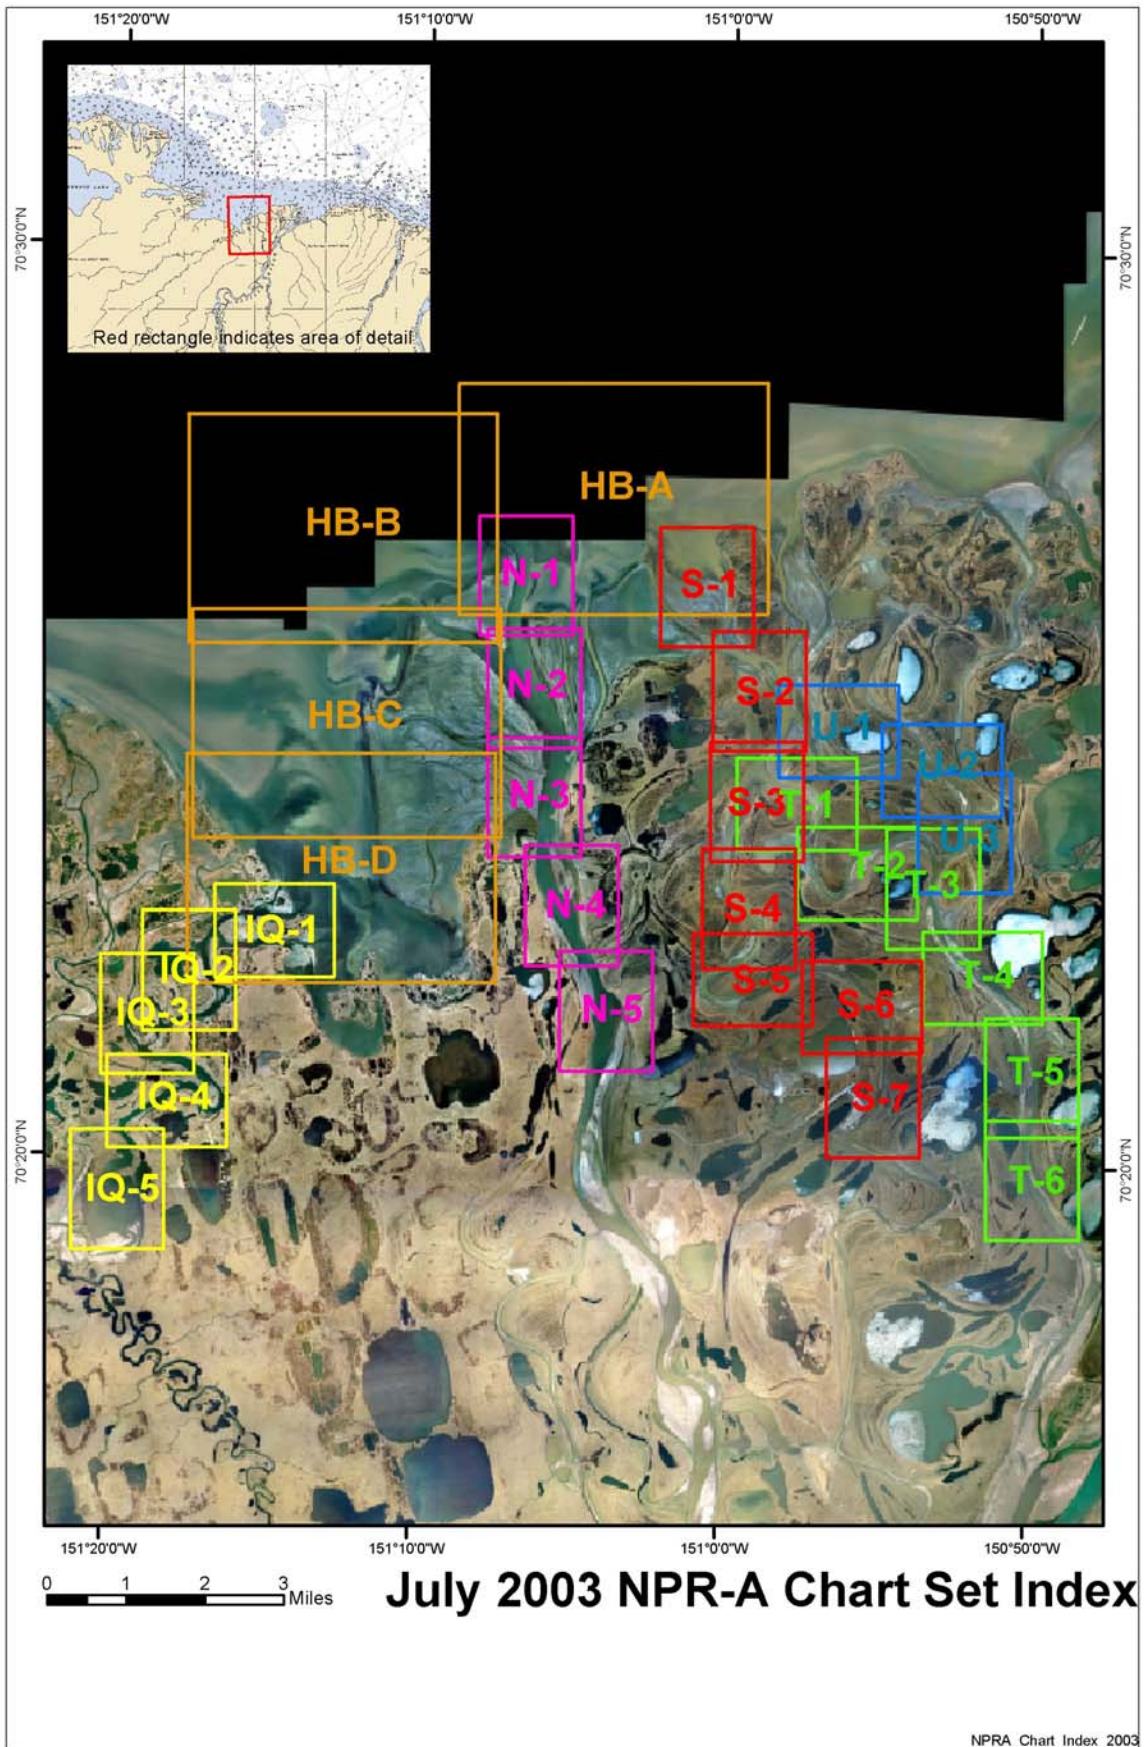 151°20'0"W
151°10'0"W
151°0'0"W
150°50'0"W
70°30'0"N
70°30'0"N
Red rectangle indicates area of detail
HB-A
HB-B
N-1
S-1
N-2
S-2
HB-C
U-1
U-2
N-3
S-3
T-1
U-3
HB-D
T-2
T-3
N-4
S-4
IQ-1
IQ-2
S-5
T-4
IQ-3
N-5
S-6
T-5
IQ-4
S-7
70°20'0"N
70°20'0"N
IQ-5
T-6
151°20'0"W
151°10'0"W
151°0'0"W
150°50'0"W
0 1 2 3
Miles
July 2003 NPR-A Chart Set Index
NPRA Chart Index 2003